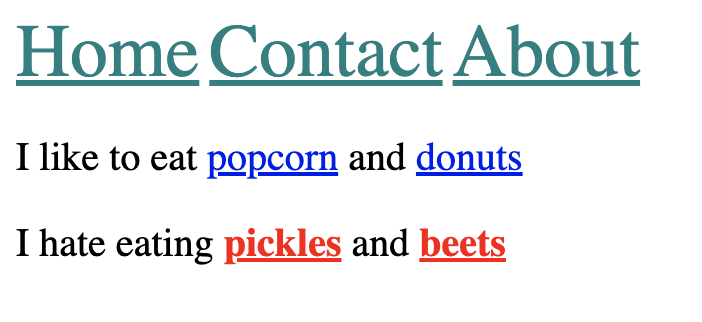 Home Contact About
I like to eat popcorn and donuts
I hate eating pickles and beets